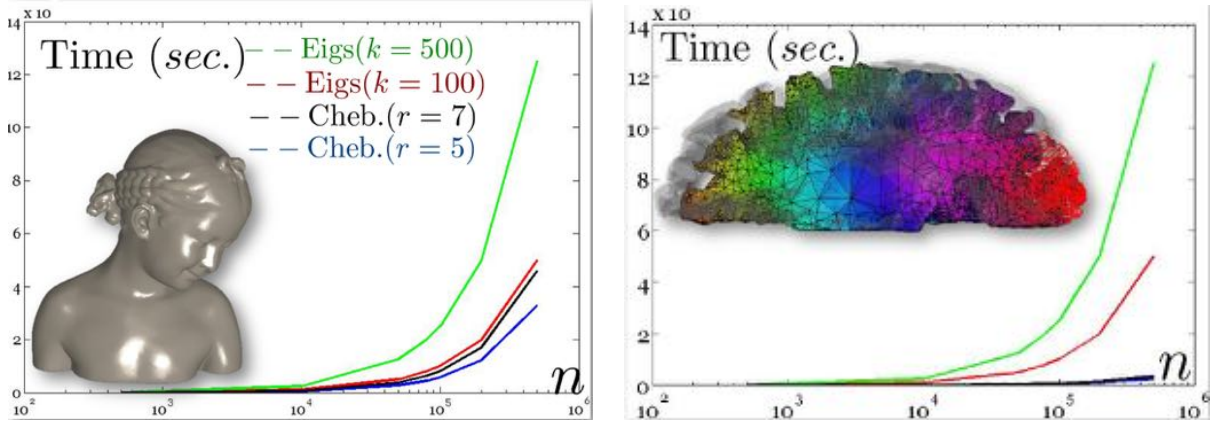 x 10
14
Time (sec.)
— — Eigs(k = 500)
— — Eigs(k = 100)
— — Cheb.(r = 7)
— — Cheb.(r = 5)
12
10
8
6
4
2
0
10² 10³ 10⁴ 10⁵ 10⁶
n
x 10
14
Time (sec.)
12
10
8
6
4
2
0
10² 10³ 10⁴ 10⁵ 10⁶
n